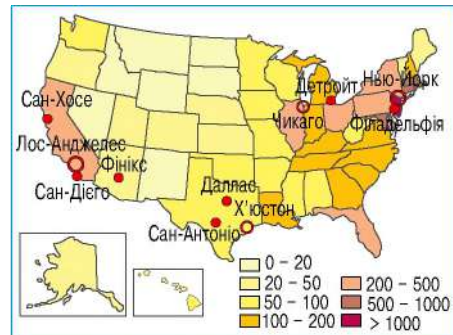 Детройт
Нью-Йорк
Сан-Хосе
Чикаго
Філадельфія
Лос-Анджелес
Фінікс
Даллас
Сан-Дієго
Х'юстон
Сан-Антоніо
0 – 20
20 – 50
50 – 100
100 – 200
200 – 500
500 – 1000
> 1000